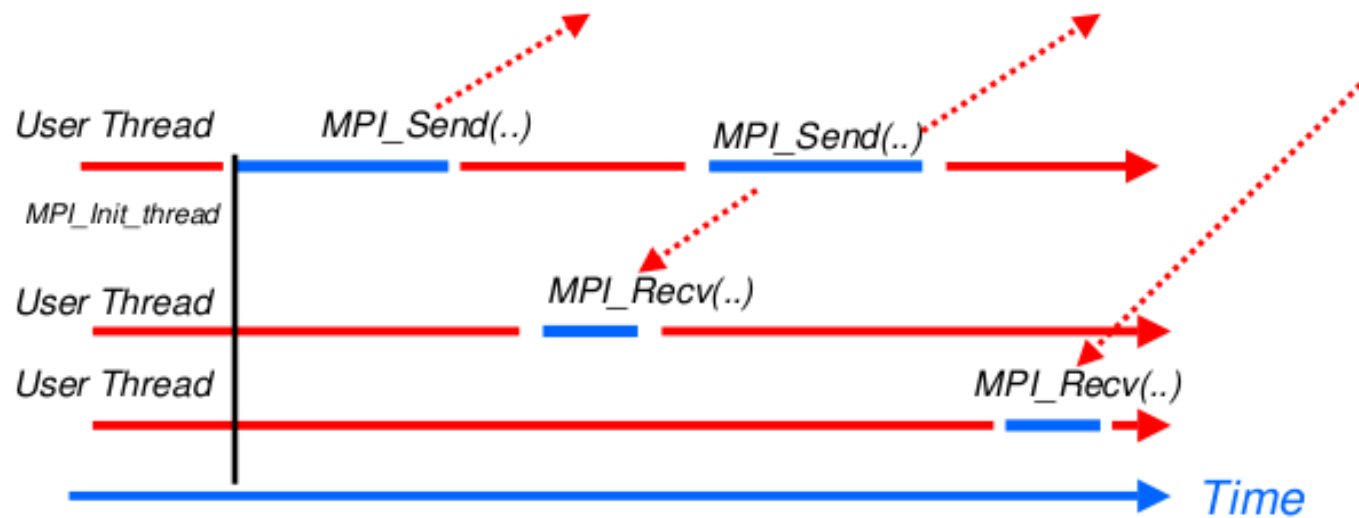 User Thread
MPI_Send(..)
MPI_Send(..)
MPI_Init_thread
User Thread
MPI_Recv(..)
User Thread
MPI_Recv(..)
Time